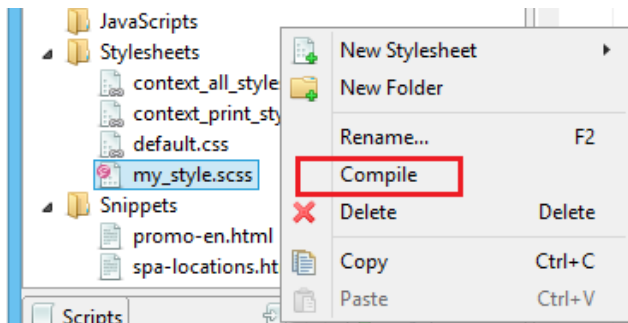 JavaScripts
Stylesheets
context_all_style
context_print_sty
default.css
my_style.scss
Snippets
promo-en.html
spa-locations.ht
Scripts
New Stylesheet
New Folder
Rename... F2
Compile
Delete Delete
Copy Ctrl+C
Paste Ctrl+V